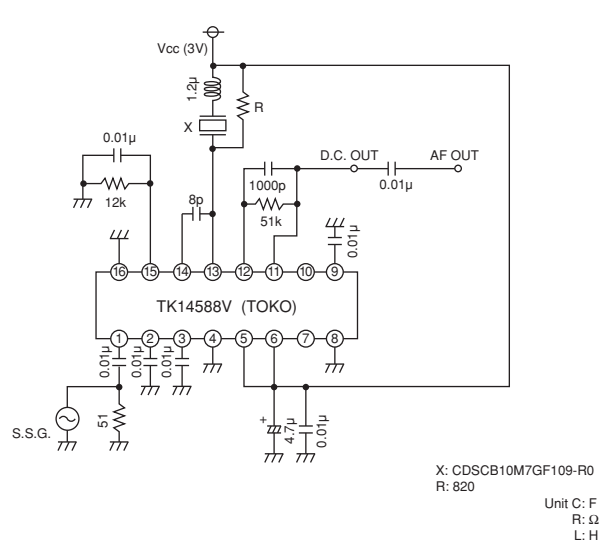 Vcc (3V)
1.2μ
R
X
0.01μ
12k
8p
1000p
51k
D.C. OUT
AF OUT
0.01μ
0.01μ
16 15 14 13 12 11 10 9
TK14588V (TOKO)
1 2 3 4 5 6 7 8
0.01μ
0.01μ
0.01μ
S.S.G.
51
+
4.7μ
0.01μ
X: CDSCB10M7GF109-R0
R: 820
Unit C: F
R: Ω
L: H